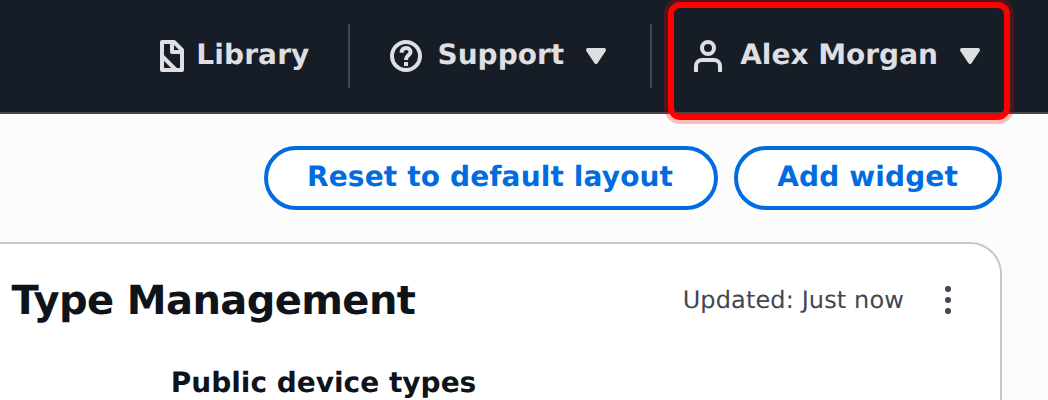 Library Support Alex Morgan
Reset to default layout Add widget
Type Management Updated: Just now
Public device types